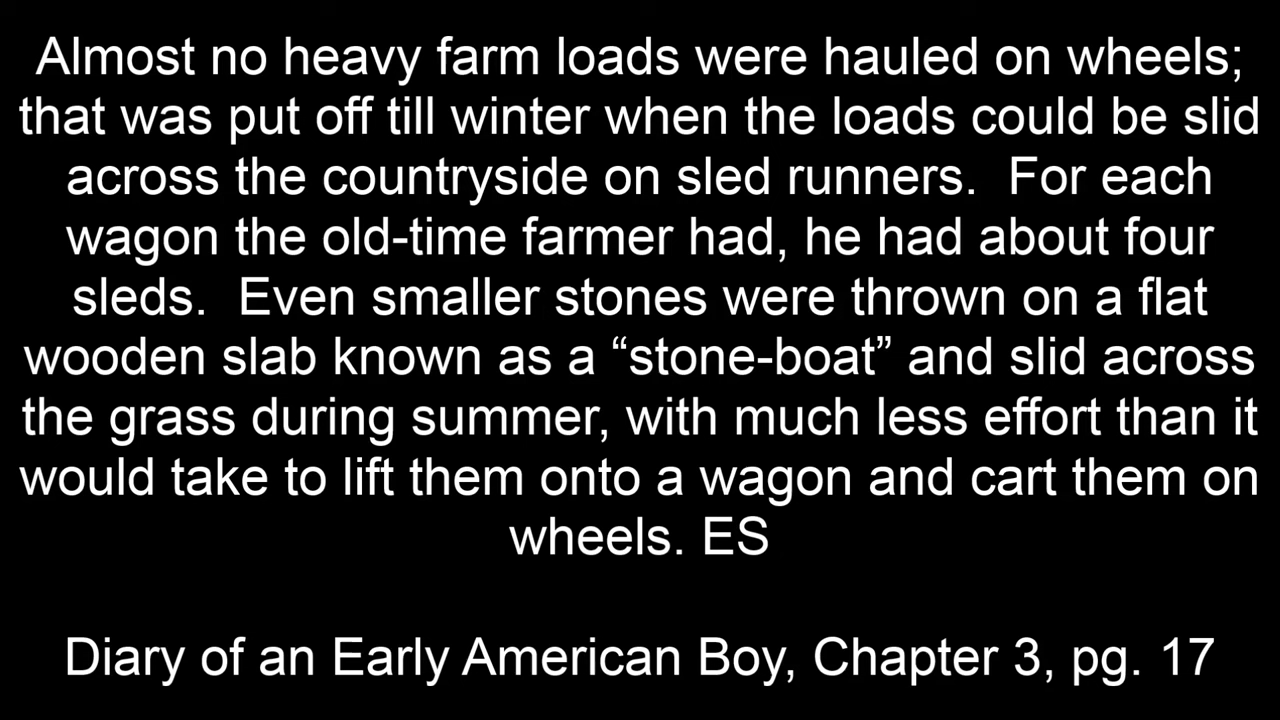 Almost no heavy farm loads were hauled on wheels;
that was put off till winter when the loads could be slid
across the countryside on sled runners.  For each
wagon the old-time farmer had, he had about four
sleds.  Even smaller stones were thrown on a flat
wooden slab known as a “stone-boat” and slid across
the grass during summer, with much less effort than it
would take to lift them onto a wagon and cart them on
wheels. ES
Diary of an Early American Boy, Chapter 3, pg. 17